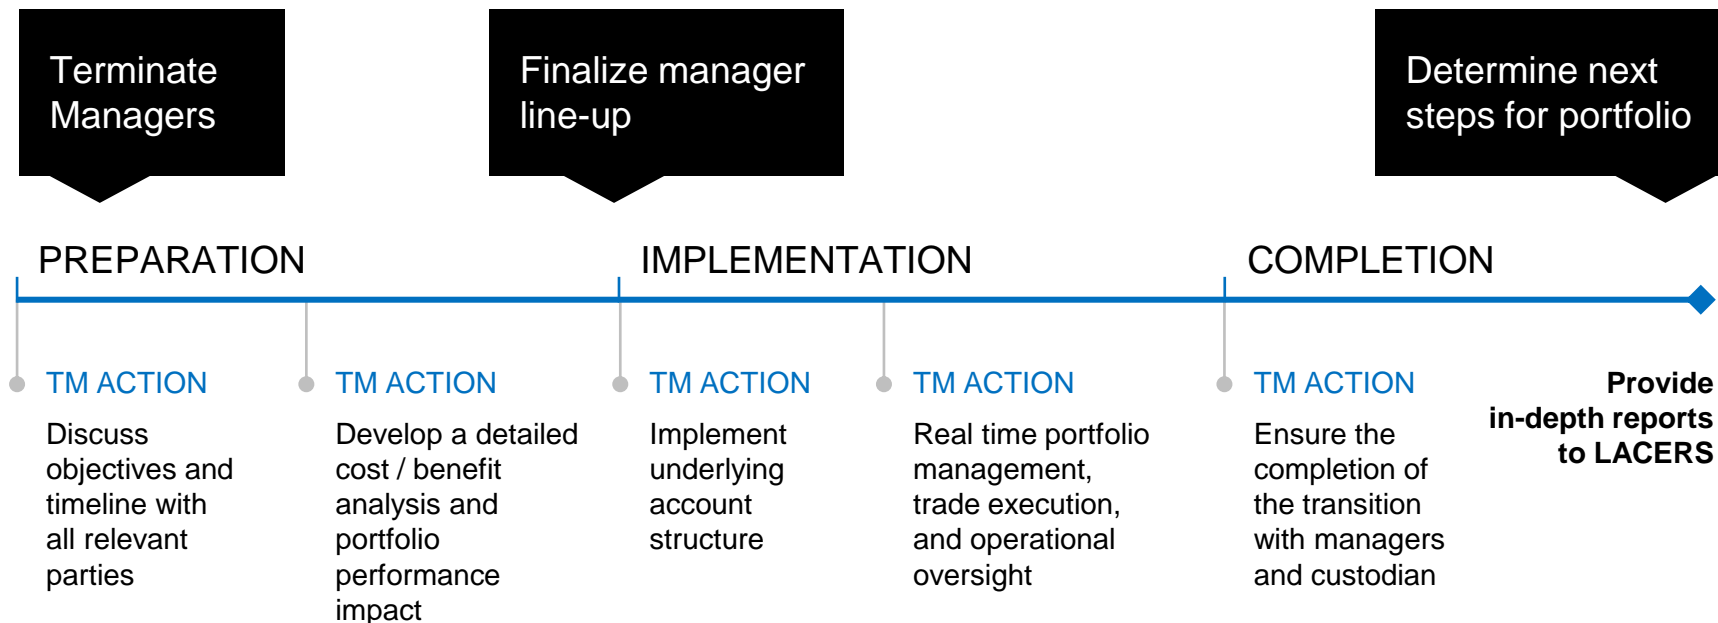 Terminate
Managers
Finalize manager
line-up
Determine next
steps for portfolio
PREPARATION
IMPLEMENTATION
COMPLETION
TM ACTION
Discuss
objectives and
timeline with
all relevant
parties
TM ACTION
Develop a detailed
cost / benefit
analysis and
portfolio
performance
impact
TM ACTION
Implement
underlying
account
structure
TM ACTION
Real time portfolio
management,
trade execution,
and operational
oversight
TM ACTION
Ensure the
completion of
the transition
with managers
and custodian
Provide
in-depth reports
to LACERS